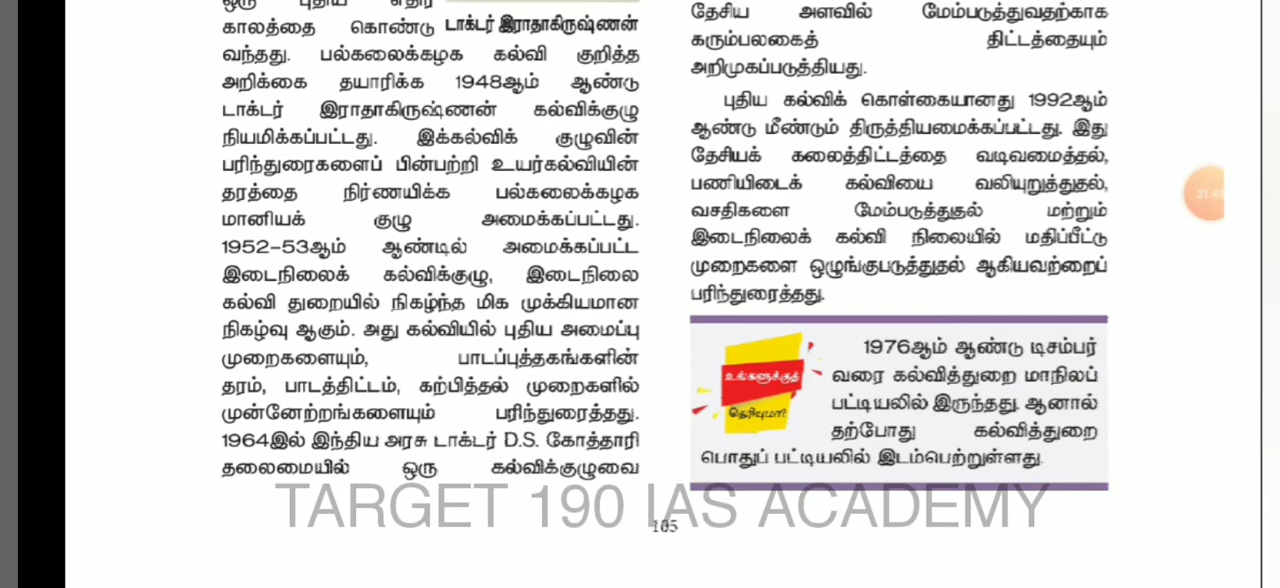 ஒரு புதிய எதிர்
காலத்தை கொண்டு
டாக்டர் இராதாகிருஷ்ணன்
வந்தது. பல்கலைக்கழக கல்வி குறித்த
அறிக்கை தயாரிக்க 1948ஆம் ஆண்டு
டாக்டர் இராதாகிருஷ்ணன் கல்விக்குழு
நியமிக்கப்பட்டது. இக்கல்விக் குழுவின்
பரிந்துரைகளைப் பின்பற்றி உயர்கல்வியின்
தரத்தை நிர்ணயிக்க பல்கலைக்கழக
மானியக் குழு அமைக்கப்பட்டது.
1952–53ஆம் ஆண்டில் அமைக்கப்பட்ட
இடைநிலைக் கல்விக்குழு, இடைநிலை
கல்வி துறையில் நிகழ்ந்த மிக முக்கியமான
நிகழ்வு ஆகும். அது கல்வியில் புதிய அமைப்பு
முறைகளையும், பாடப்புத்தகங்களின்
தரம், பாடத்திட்டம், கற்பித்தல் முறைகளில்
முன்னேற்றங்களையும் பரிந்துரைத்தது.
1964இல் இந்திய அரசு டாக்டர் D.S. கோத்தாரி
தலைமையில் ஒரு கல்விக்குழுவை
தேசிய அளவில் மேம்படுத்துவதற்காக
கரும்பலகைத் திட்டத்தையும்
அறிமுகப்படுத்தியது.
புதிய கல்விக் கொள்கையானது 1992ஆம்
ஆண்டு மீண்டும் திருத்தியமைக்கப்பட்டது. இது
தேசியக் கலைத்திட்டத்தை வடிவமைத்தல்,
பணியிடைக் கல்வியை வலியுறுத்துதல்,
வசதிகளை மேம்படுத்துதல் மற்றும்
இடைநிலைக் கல்வி நிலையில் மதிப்பீட்டு
முறைகளை ஒழுங்குபடுத்துதல் ஆகியவற்றைப்
பரிந்துரைத்தது.
உங்களுக்குத்
தெரியுமா?
1976ஆம் ஆண்டு டிசம்பர்
வரை கல்வித்துறை மாநிலப்
பட்டியலில் இருந்தது. ஆனால்
தற்போது கல்வித்துறை
பொதுப் பட்டியலில் இடம்பெற்றுள்ளது.
TARGET 190 IAS ACADEMY
105